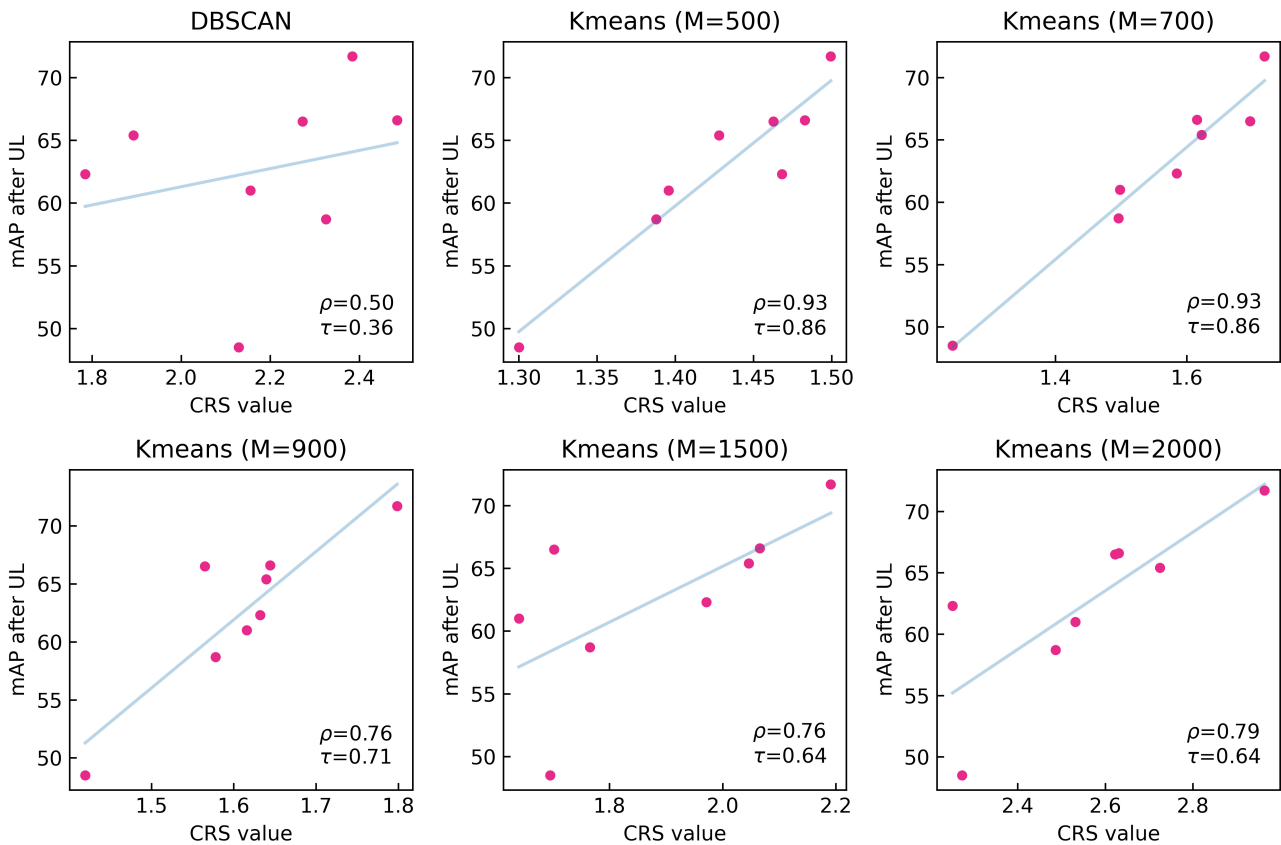 DBSCAN
mAP after UL
70
65
60
55
50
ρ=0.50
τ=0.36
1.8 2.0 2.2 2.4
CRS value
Kmeans (M=500)
mAP after UL
70
65
60
55
50
ρ=0.93
τ=0.86
1.30 1.35 1.40 1.45 1.50
CRS value
Kmeans (M=700)
mAP after UL
70
65
60
55
50
ρ=0.93
τ=0.86
1.4 1.6
CRS value
Kmeans (M=900)
mAP after UL
70
65
60
55
50
ρ=0.76
τ=0.71
1.5 1.6 1.7 1.8
CRS value
Kmeans (M=1500)
mAP after UL
70
65
60
55
50
ρ=0.76
τ=0.64
1.8 2.0 2.2
CRS value
Kmeans (M=2000)
mAP after UL
70
65
60
55
50
ρ=0.79
τ=0.64
2.4 2.6 2.8
CRS value